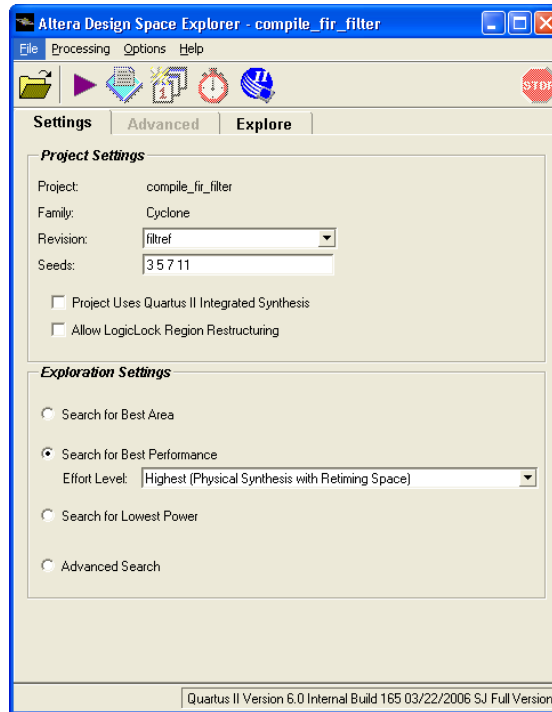 Altera Design Space Explorer - compile_fir_filter
File Processing Options Help
STOP
Settings Advanced Explore
Project Settings
Project: compile_fir_filter
Family: Cyclone
Revision: filtref
Seeds: 3 5 7 11
Project Uses Quartus II Integrated Synthesis
Allow LogicLock Region Restructuring
Exploration Settings
Search for Best Area
Search for Best Performance
Effort Level: Highest (Physical Synthesis with Retiming Space)
Search for Lowest Power
Advanced Search
Quartus II Version 6.0 Internal Build 165 03/22/2006 SJ Full Version